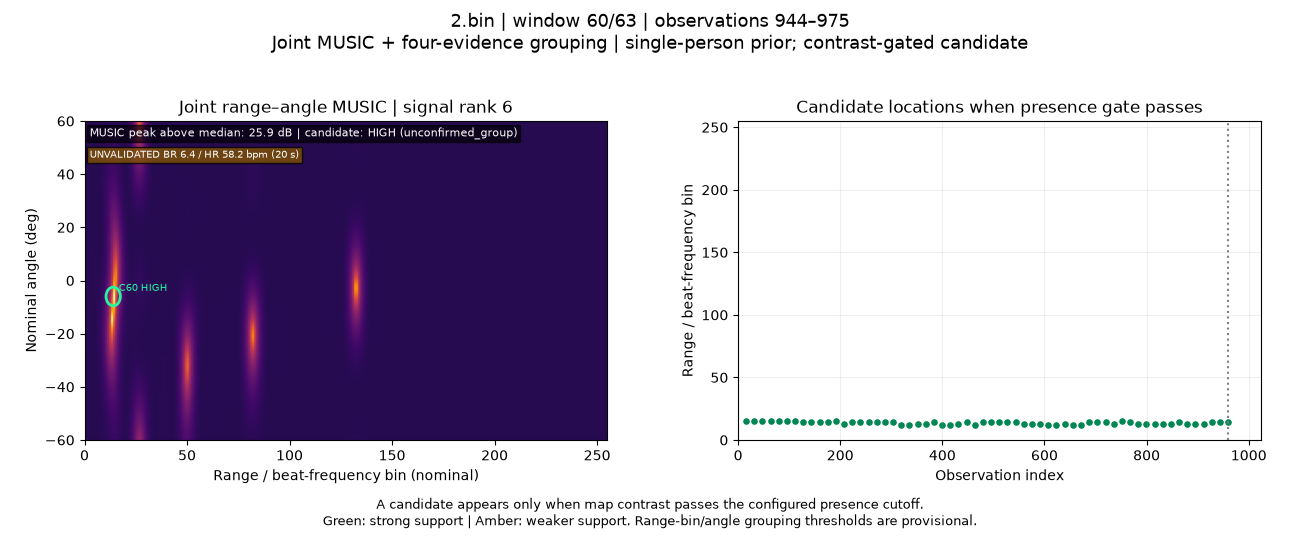 2.bin | window 60/63 | observations 944–975
Joint MUSIC + four-evidence grouping | single-person prior; contrast-gated candidate
Joint range–angle MUSIC | signal rank 6
MUSIC peak above median: 25.9 dB | candidate: HIGH (unconfirmed_group)
UNVALIDATED BR 6.4 / HR 58.2 bpm (20 s)
C60 HIGH
60
40
20
0
−20
−40
−60
Nominal angle (deg)
0
50
100
150
200
250
Range / beat-frequency bin (nominal)
Candidate locations when presence gate passes
250
200
150
100
50
0
Range / beat-frequency bin
0
200
400
600
800
1000
Observation index
A candidate appears only when map contrast passes the configured presence cutoff.
Green: strong support | Amber: weaker support. Range-bin/angle grouping thresholds are provisional.